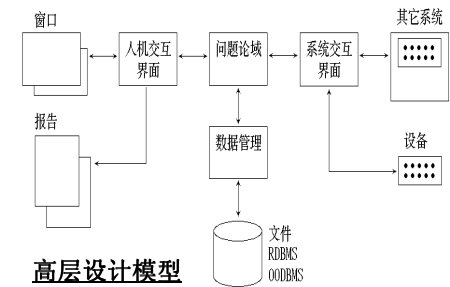 窗口
人机交互
界面
问题论域
系统交互
界面
其它系统
报告
数据管理
设备
文件
RDBMS
OODBMS
高层设计模型